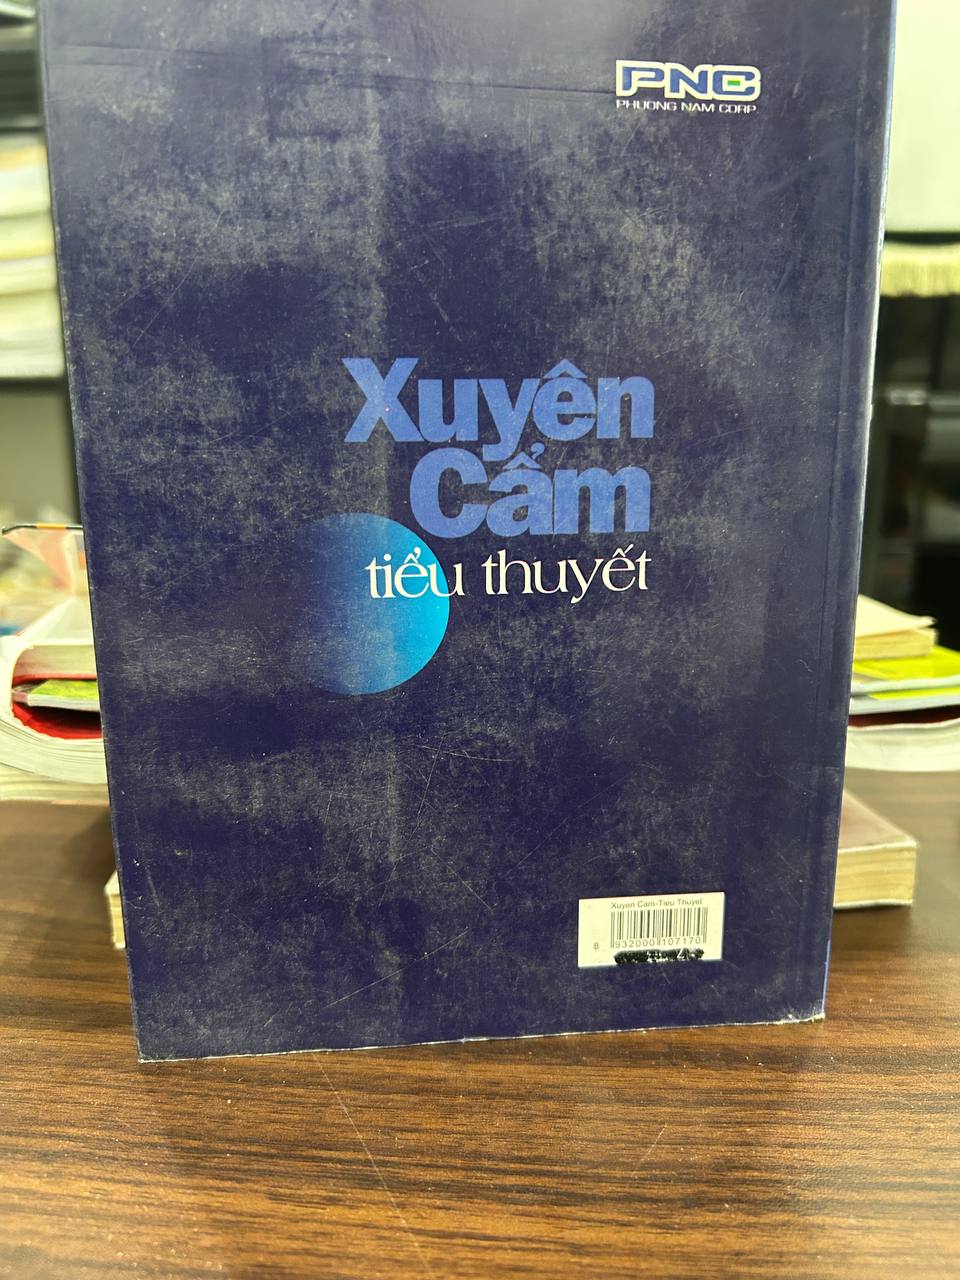 PNC
PHUONG NAM CORP
Xuyên
Cẩm
tiểu thuyết
Xuyen Cam-Tieu Thuyet
8 932000 107170